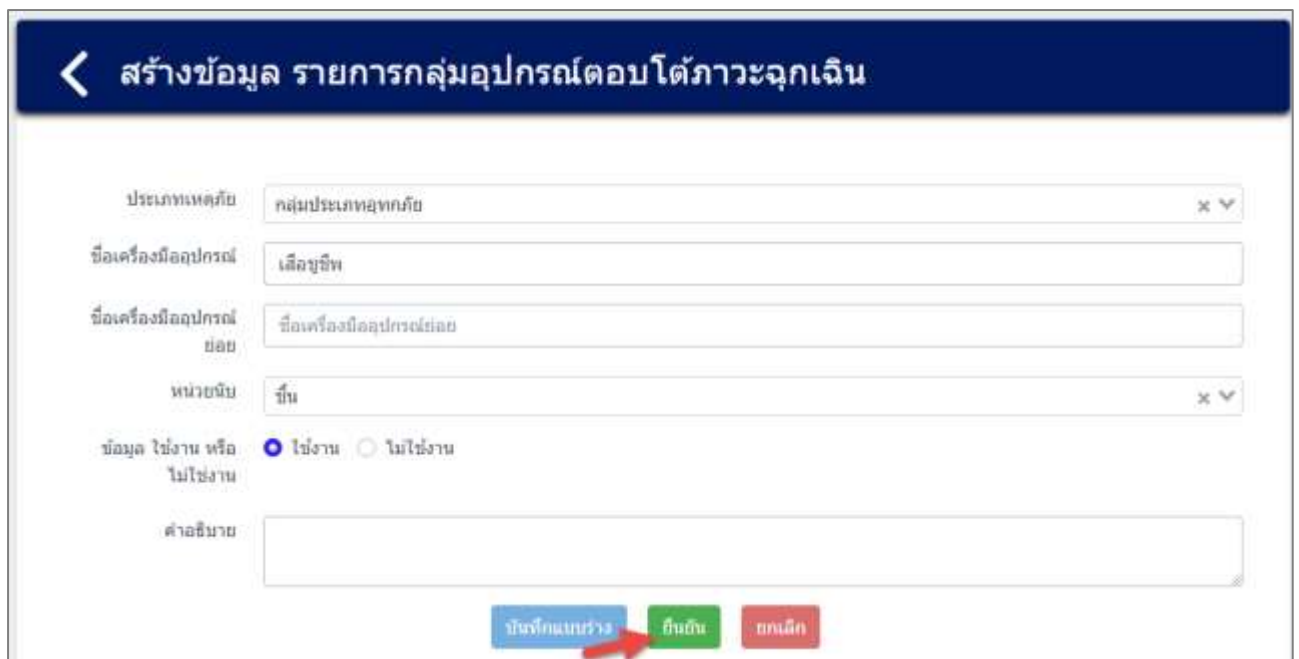 สร้างข้อมูล รายการกลุ่มอุปกรณ์ตอบโต้ภาวะฉุกเฉิน
ประเภทเหตุภัย
กลุ่มประเภทอุทกภัย
ชื่อเครื่องมืออุปกรณ์
เสื้อชูชีพ
ชื่อเครื่องมืออุปกรณ์
ย่อย
ชื่อเครื่องมืออุปกรณ์ย่อย
หน่วยนับ
ชิ้น
ข้อมูล ใช้งาน หรือ
ไม่ใช่งาน
ใช้งาน ไม่ใช้งาน
คำอธิบาย
บันทึกแบบร่าง ยืนยัน ยกเลิก